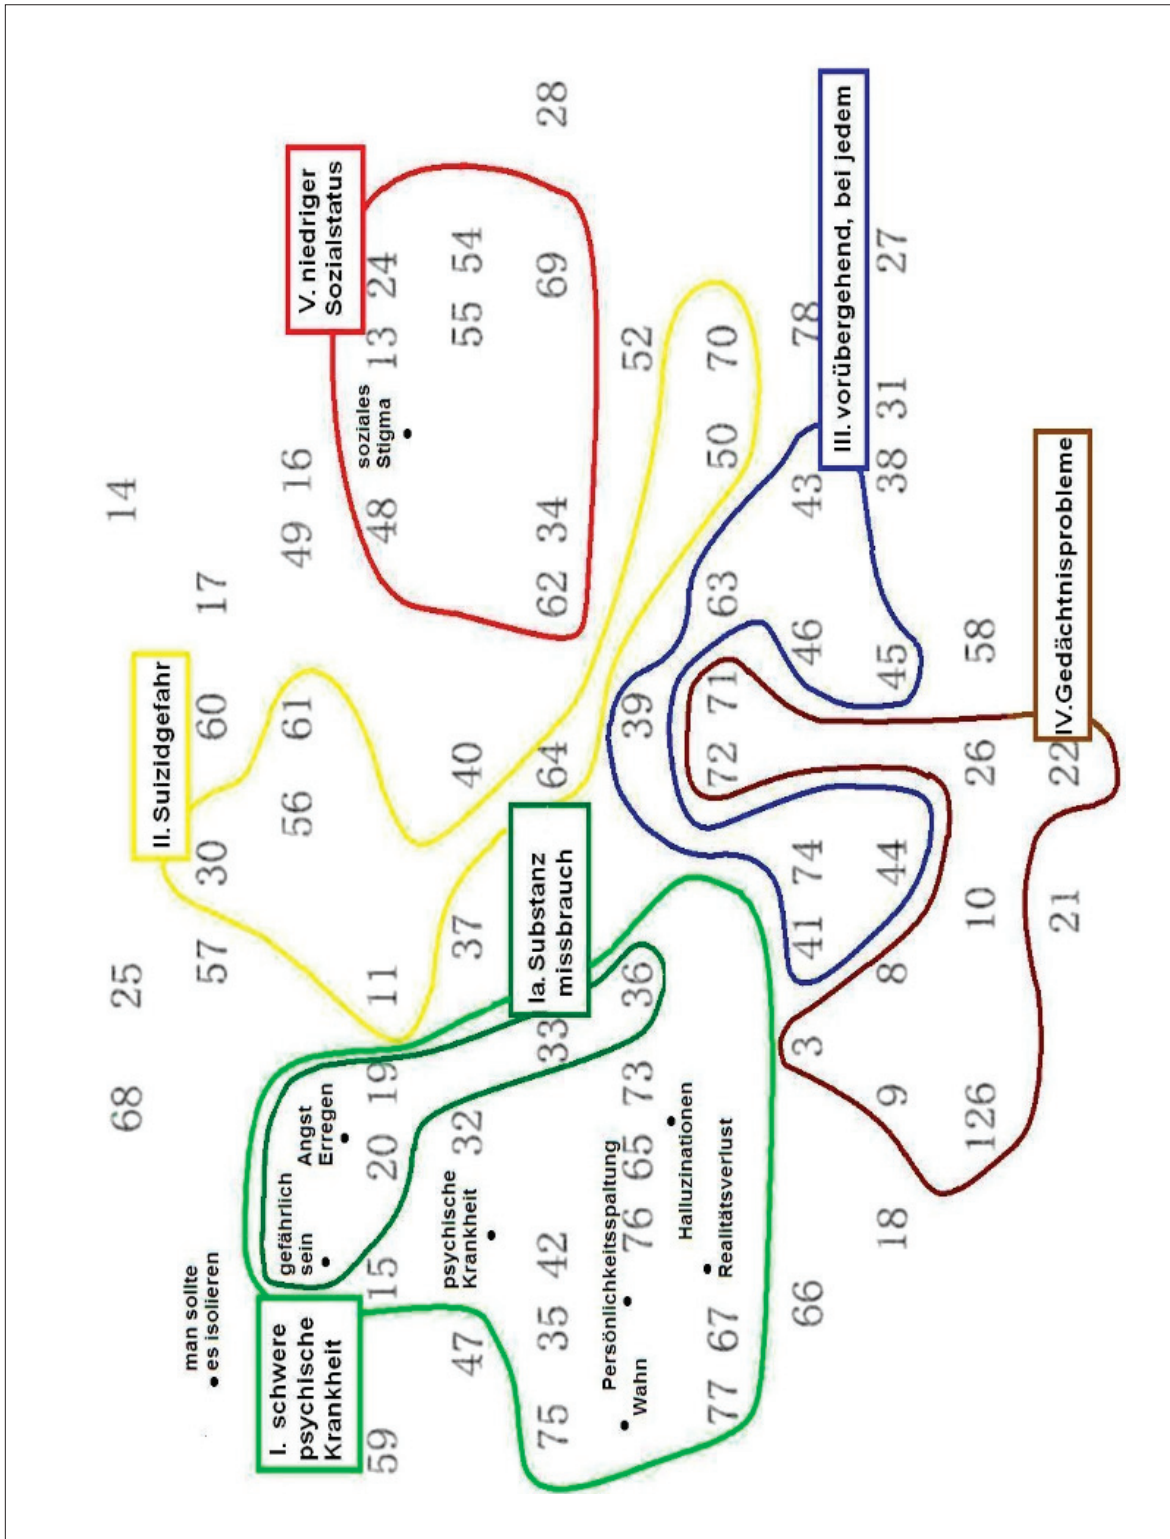 68 25 14
II. Suizidgefahr
man sollte
es isolieren
57 30 60 17
I. schwere
psychische
Krankheit
gefährlich
sein
Angst
Erregen
56 61 49 16
V. niedriger
Sozialstatus
soziales
Stigma
59 15 20 19 11 48 13 24
psychische
Krankheit
47 32 37 40 55 54
Ia. Substanz
missbrauch
75 35 42 33 64 62 34 69 28
Persönlichkeitsspaltung
Wahn
76 65 73 36 39 52
Halluzinationen
Realitätsverlust
77 67 72 71 63 50 70
66 3 41 74 46 43 78
III. vorübergehend, bei jedem
18 9 8 44 45 38 31 27
126 10 26 58
21 22
IV.Gedächtnisprobleme